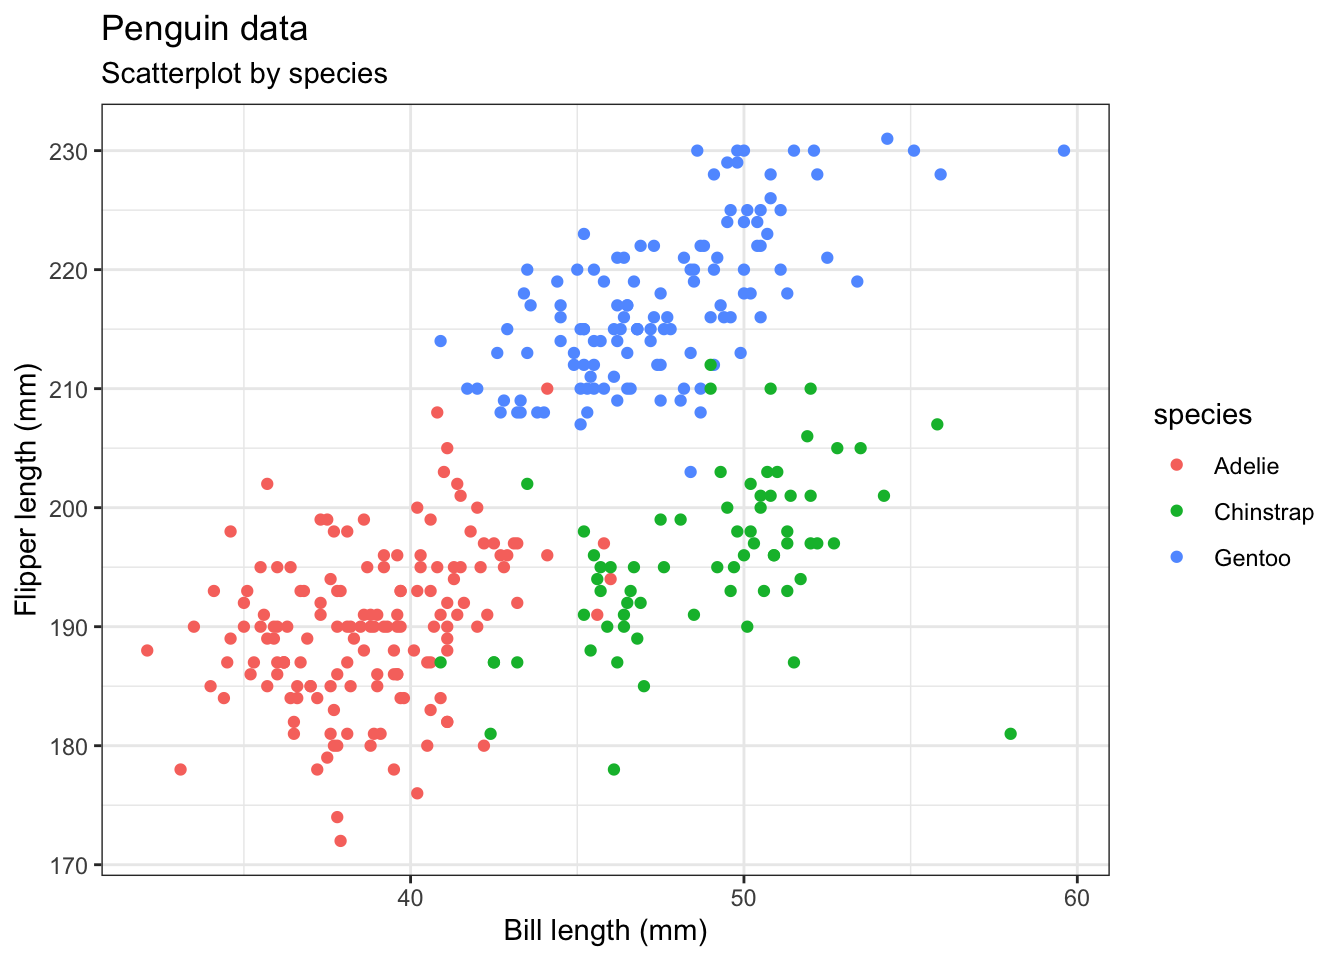 Penguin data
Scatterplot by species
230
220
210
200
190
180
170
Flipper length (mm)
40
50
60
Bill length (mm)
species
Adelie
Chinstrap
Gentoo